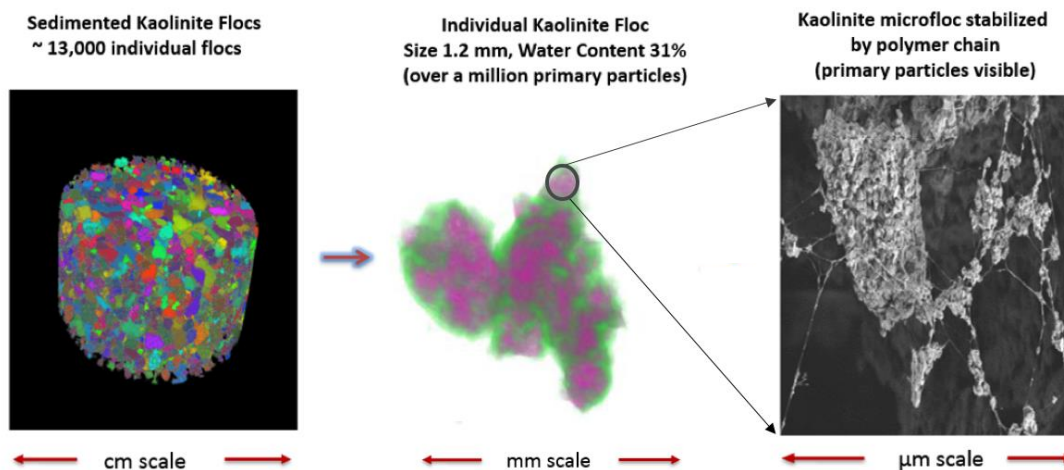 Sedimented Kaolinite Flocs
~ 13,000 individual flocs
Individual Kaolinite Floc
Size 1.2 mm, Water Content 31%
(over a million primary particles)
Kaolinite microfloc stabilized
by polymer chain
(primary particles visible)
cm scale
mm scale
µm scale